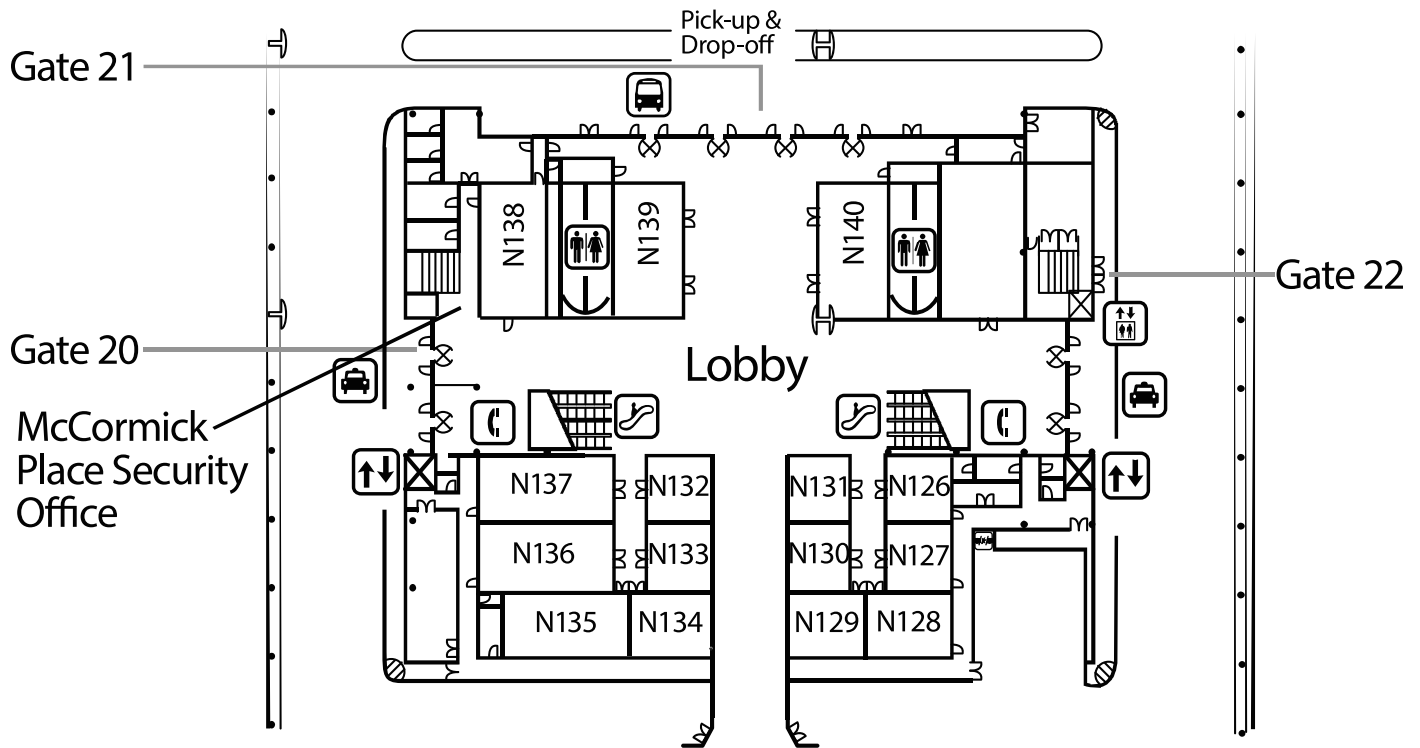 Pick-up &
Drop-off
Gate 21
N138
N139
N140
Gate 22
Gate 20
Lobby
McCormick
Place Security
Office
N137
N132
N131
N126
N136
N133
N130
N127
N135
N134
N129
N128